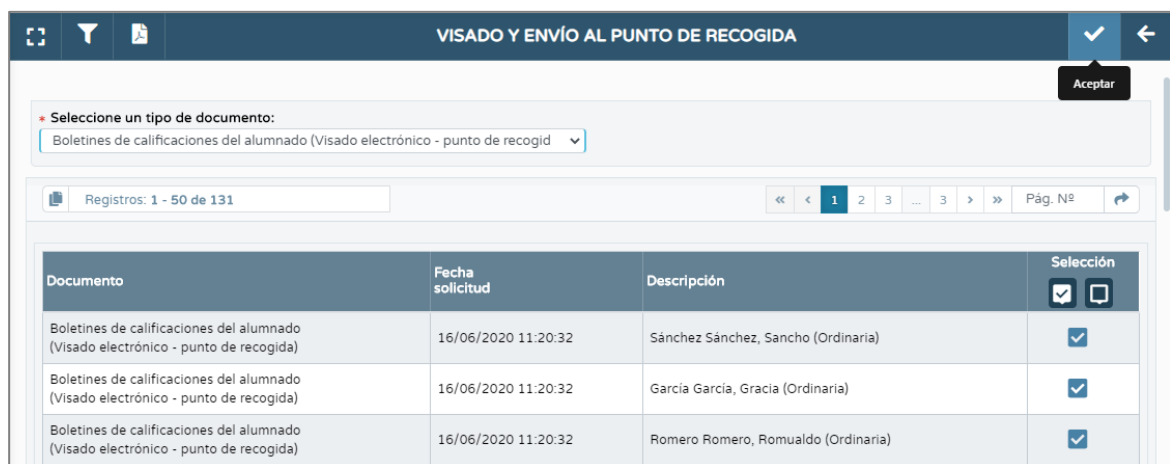 VISADO Y ENVÍO AL PUNTO DE RECOGIDA
Aceptar
* Seleccione un tipo de documento:
Boletines de calificaciones del alumnado (Visado electrónico - punto de recogid
Registros: 1 - 50 de 131
« < 1 2 3 ... 3 > » Pág. Nº
Documento
Fecha
solicitud
Descripción
Selección
Boletines de calificaciones del alumnado
(Visado electrónico - punto de recogida)
16/06/2020 11:20:32
Sánchez Sánchez, Sancho (Ordinaria)
Boletines de calificaciones del alumnado
(Visado electrónico - punto de recogida)
16/06/2020 11:20:32
García García, Gracia (Ordinaria)
Boletines de calificaciones del alumnado
(Visado electrónico - punto de recogida)
16/06/2020 11:20:32
Romero Romero, Romualdo (Ordinaria)